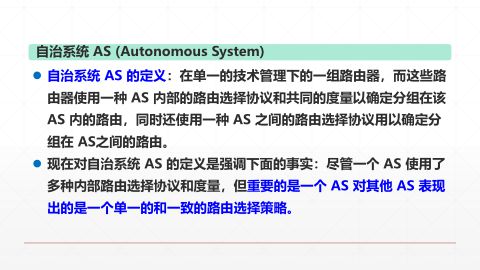 自治系统 AS (Autonomous System)
自治系统 AS 的定义：在单一的技术管理下的一组路由器，而这些路
由器使用一种 AS 内部的路由选择协议和共同的度量以确定分组在该
AS 内的路由，同时还使用一种 AS 之间的路由选择协议用以确定分
组在 AS之间的路由。
现在对自治系统 AS 的定义是强调下面的事实：尽管一个 AS 使用了
多种内部路由选择协议和度量，但重要的是一个 AS 对其他 AS 表现
出的是一个单一的和一致的路由选择策略。